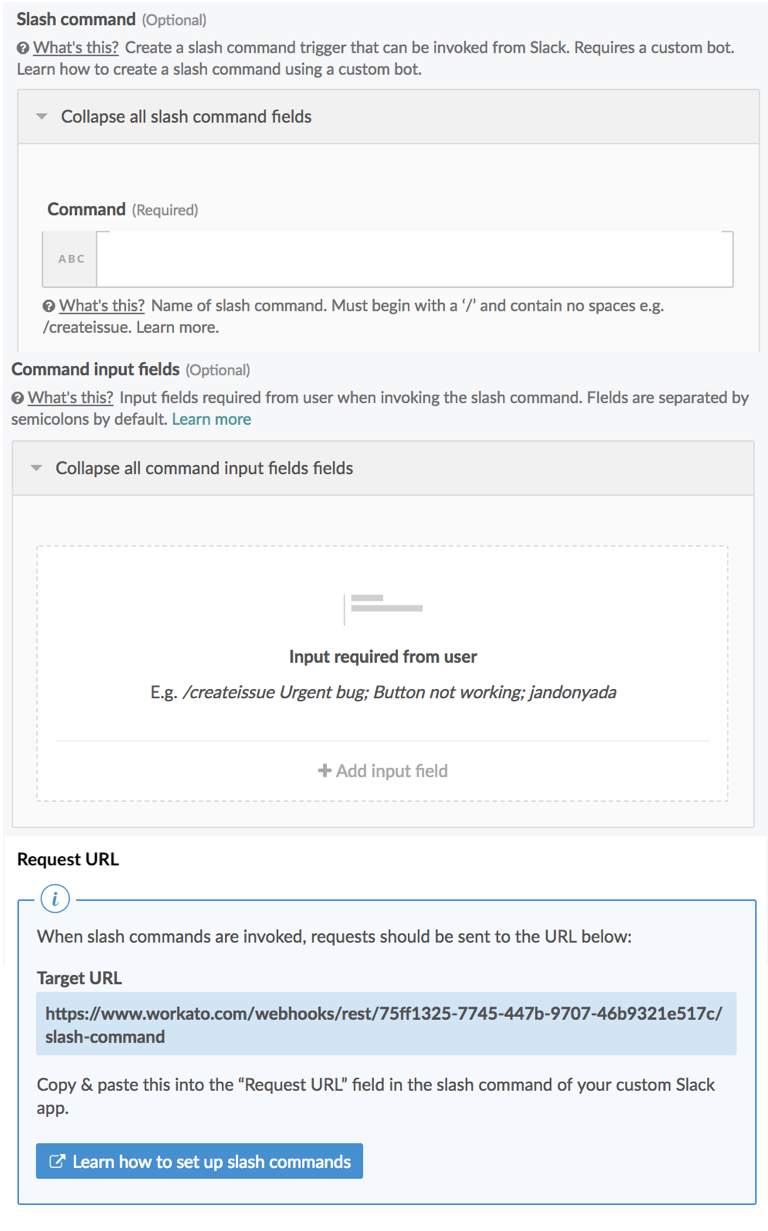 Slash command (Optional)
What's this? Create a slash command trigger that can be invoked from Slack. Requires a custom bot.
Learn how to create a slash command using a custom bot.
Collapse all slash command fields
Command (Required)
ABC
What's this? Name of slash command. Must begin with a ‘/’ and contain no spaces e.g.
/createissue. Learn more.
Command input fields (Optional)
What's this? Input fields required from user when invoking the slash command. FIelds are separated by
semicolons by default. Learn more
Collapse all command input fields fields
Input required from user
E.g. /createissue Urgent bug; Button not working; jandonyada
+ Add input field
Request URL
i
When slash commands are invoked, requests should be sent to the URL below:
Target URL
https://www.workato.com/webhooks/rest/75ff1325-7745-447b-9707-46b9321e517c/
slash-command
Copy & paste this into the “Request URL” field in the slash command of your custom Slack
app.
Learn how to set up slash commands